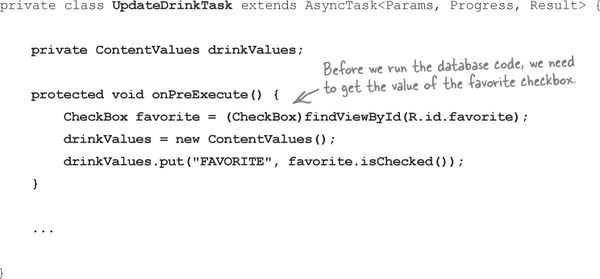 private class UpdateDrinkTask extends AsyncTask<Params, Progress, Result> {
private ContentValues drinkValues;
Before we run the database code, we need
to get the value of the favorite checkbox.
protected void onPreExecute() {
CheckBox favorite = (CheckBox)findViewById(R.id.favorite);
drinkValues = new ContentValues();
drinkValues.put("FAVORITE", favorite.isChecked());
}
...
}